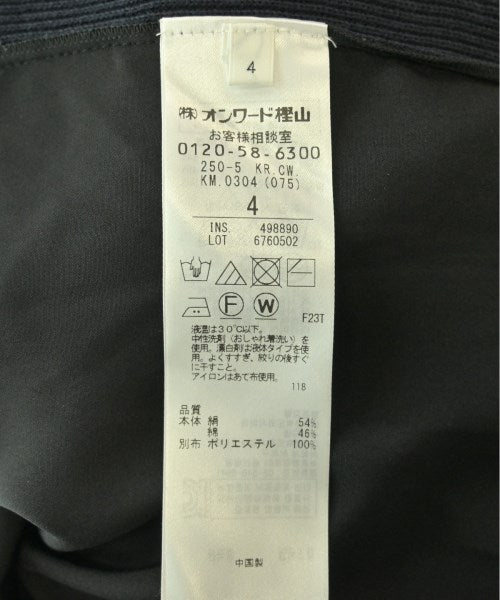 4
(株) オンワード樫山
お客様相談室
0120-58-6300
250-5 KR.CW.
KM.0304 (075)
4
INS. 498890
LOT 6760502
F W
F23T
液温は30℃以下。
中性洗剤(おしゃれ着洗い)を
使用。漂白剤は液体タイプを使
用。よくすすぎ、絞りの後すぐ
に干すこと。
アイロンはあて布使用。
118
品質
本体 絹 54%
綿 46%
別布 ポリエステル 100%
中国製